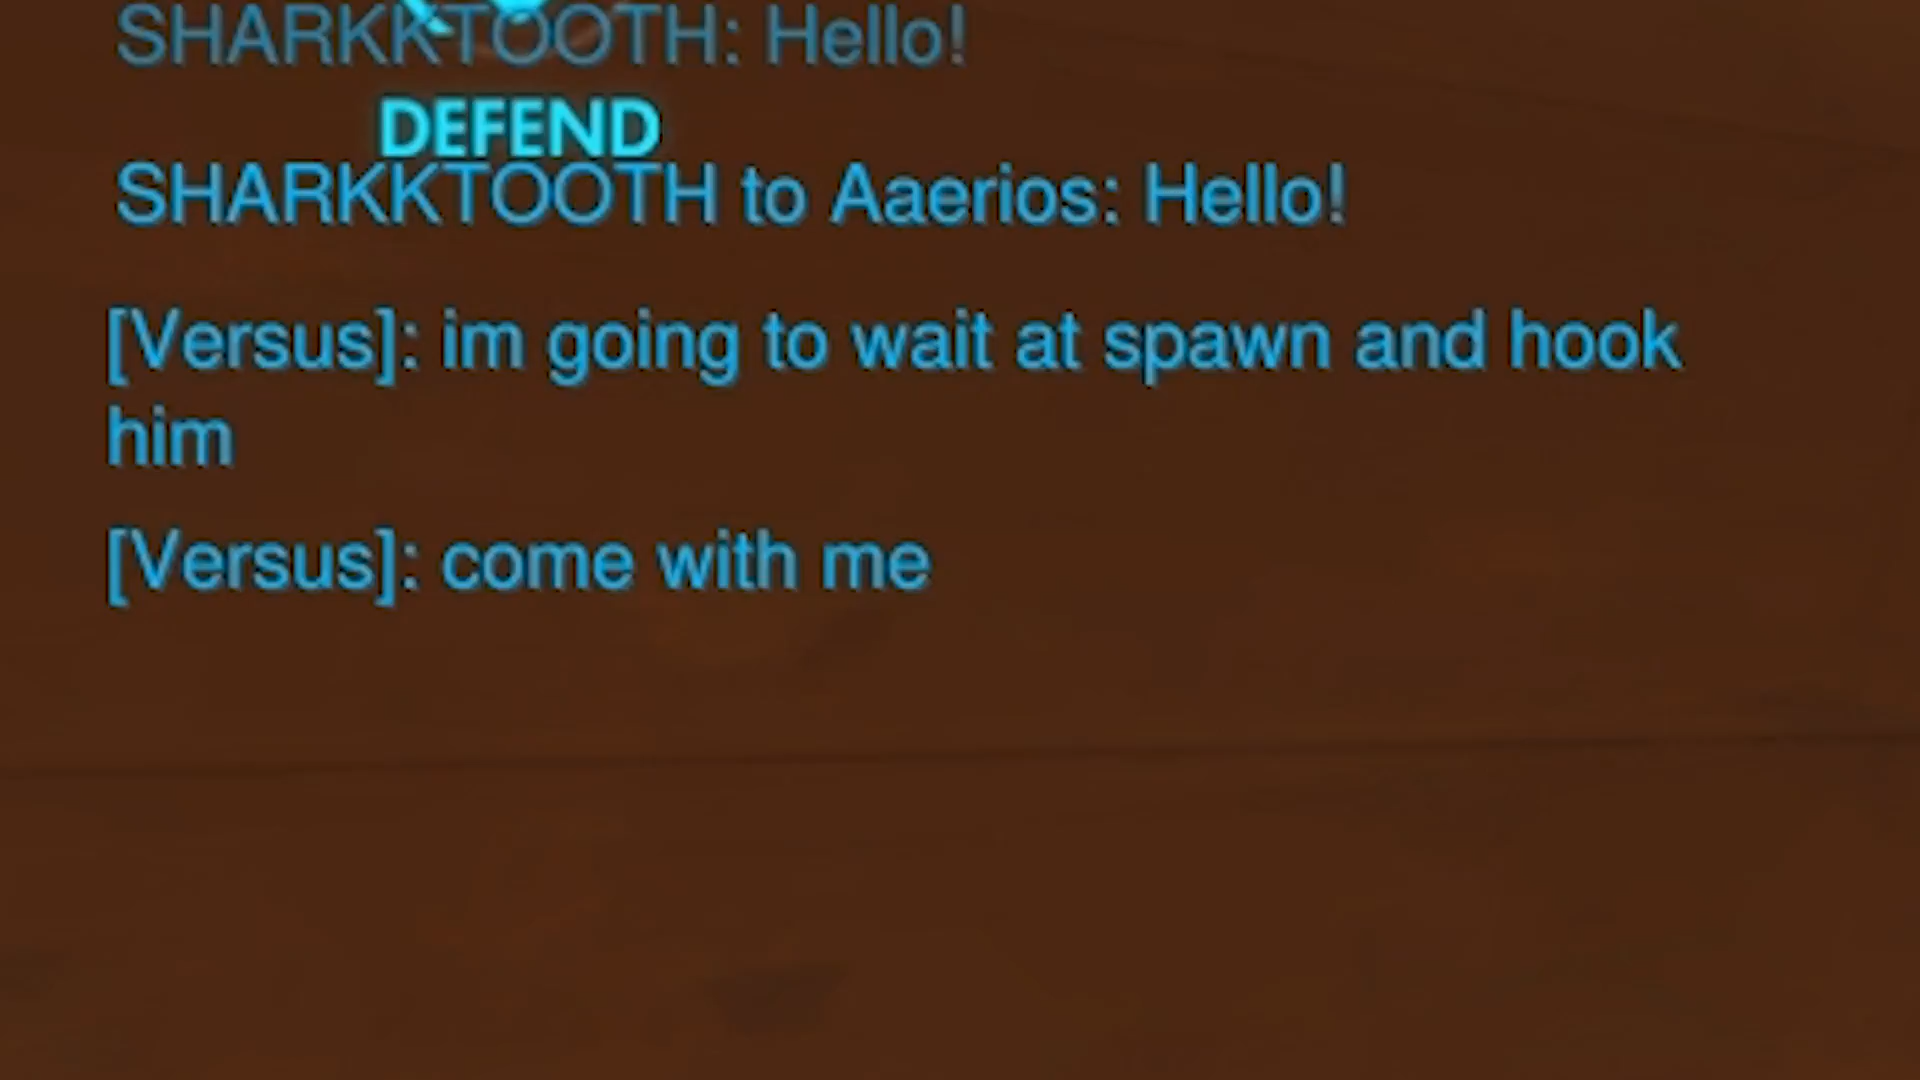 SHARKKTOOTH: Hello!
DEFEND
SHARKKTOOTH to Aaerios: Hello!
[Versus]: im going to wait at spawn and hook
him
[Versus]: come with me